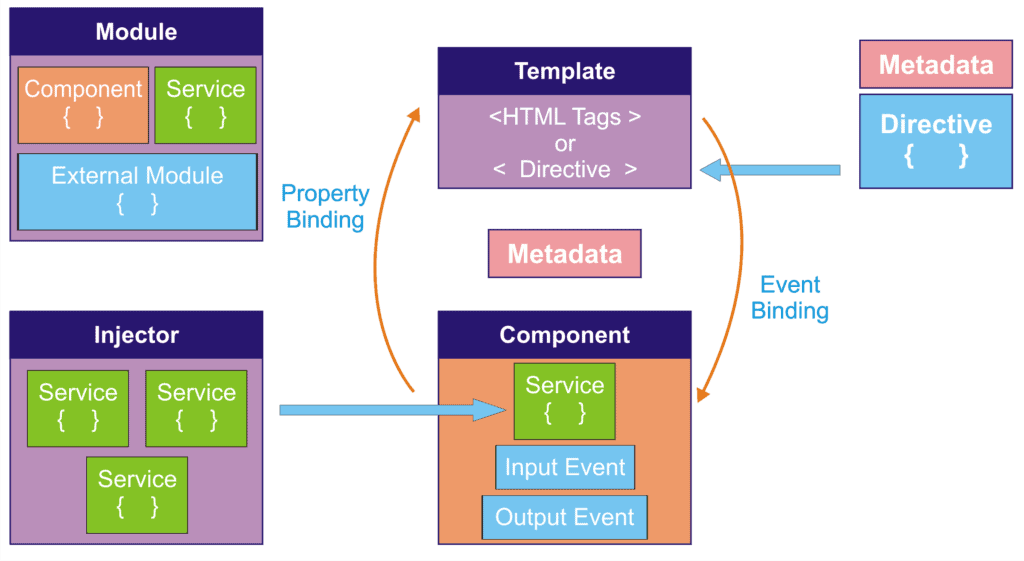 Module
Component
{ }
Service
{ }
External Module
{ }
Template
<HTML Tags >
or
< Directive >
Metadata
Directive
{ }
Property
Binding
Metadata
Event
Binding
Injector
Service
{ }
Service
{ }
Service
{ }
Component
Service
{ }
Input Event
Output Event